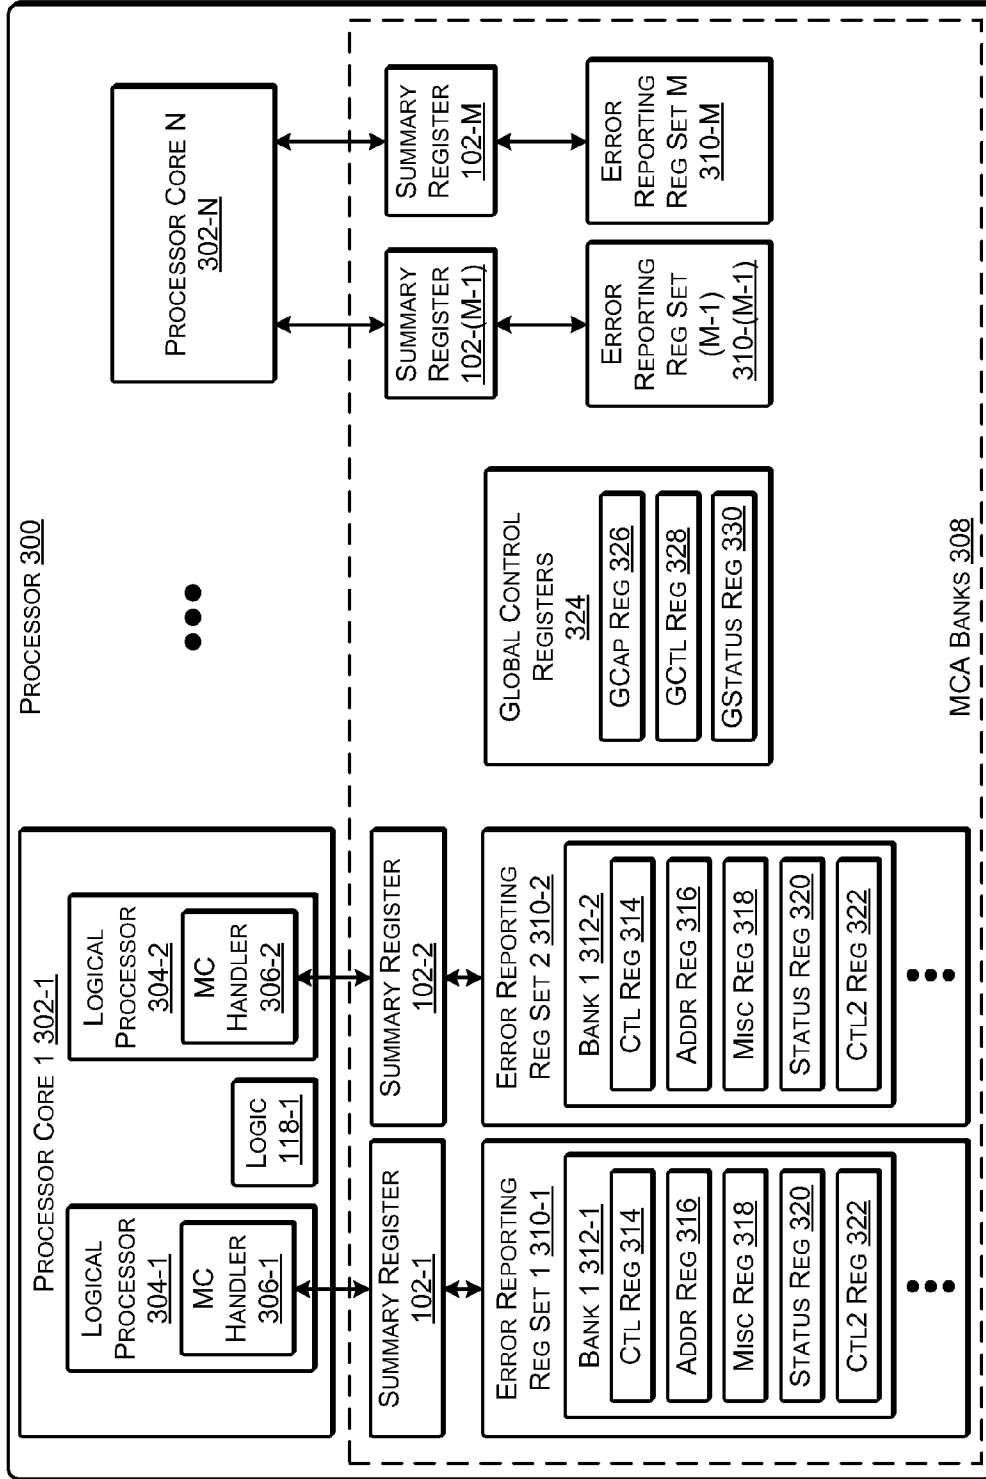 PROCESSOR 300
PROCESSOR CORE 1 302-1
LOGICAL
PROCESSOR
304-1
MC
HANDLER
306-1
LOGIC
118-1
LOGICAL
PROCESSOR
304-2
MC
HANDLER
306-2
PROCESSOR CORE N
302-N
SUMMARY REGISTER
102-1
SUMMARY REGISTER
102-2
SUMMARY
REGISTER
102-(M-1)
SUMMARY
REGISTER
102-M
ERROR REPORTING
REG SET 1 310-1
BANK 1 312-1
CTL REG 314
ADDR REG 316
MISC REG 318
STATUS REG 320
CTL2 REG 322
ERROR REPORTING
REG SET 2 310-2
BANK 1 312-2
CTL REG 314
ADDR REG 316
MISC REG 318
STATUS REG 320
CTL2 REG 322
GLOBAL CONTROL
REGISTERS
324
GCAP REG 326
GCTL REG 328
GSTATUS REG 330
ERROR
REPORTING
REG SET
(M-1)
310-(M-1)
ERROR
REPORTING
REG SET M
310-M
MCA BANKS 308